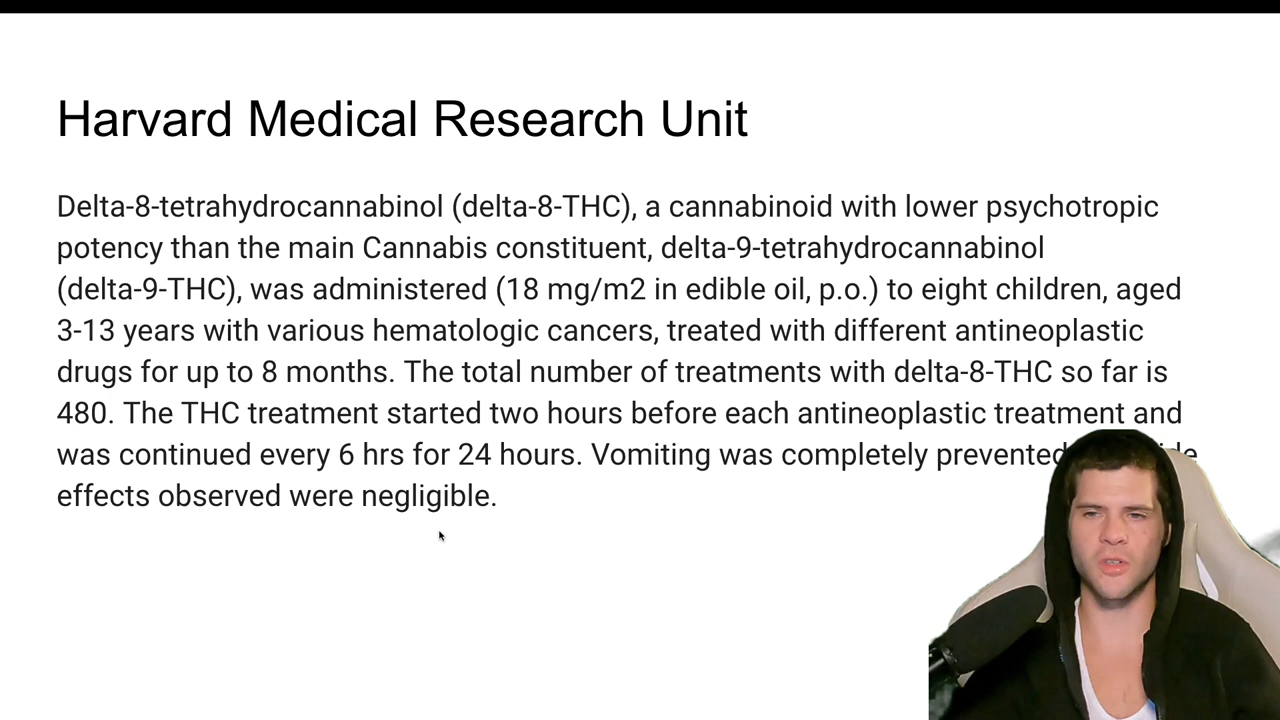 Harvard Medical Research Unit
Delta-8-tetrahydrocannabinol (delta-8-THC), a cannabinoid with lower psychotropic
potency than the main Cannabis constituent, delta-9-tetrahydrocannabinol
(delta-9-THC), was administered (18 mg/m2 in edible oil, p.o.) to eight children, aged
3-13 years with various hematologic cancers, treated with different antineoplastic
drugs for up to 8 months. The total number of treatments with delta-8-THC so far is
480. The THC treatment started two hours before each antineoplastic treatment and
was continued every 6 hrs for 24 hours. Vomiting was completely prevented
effects observed were negligible.